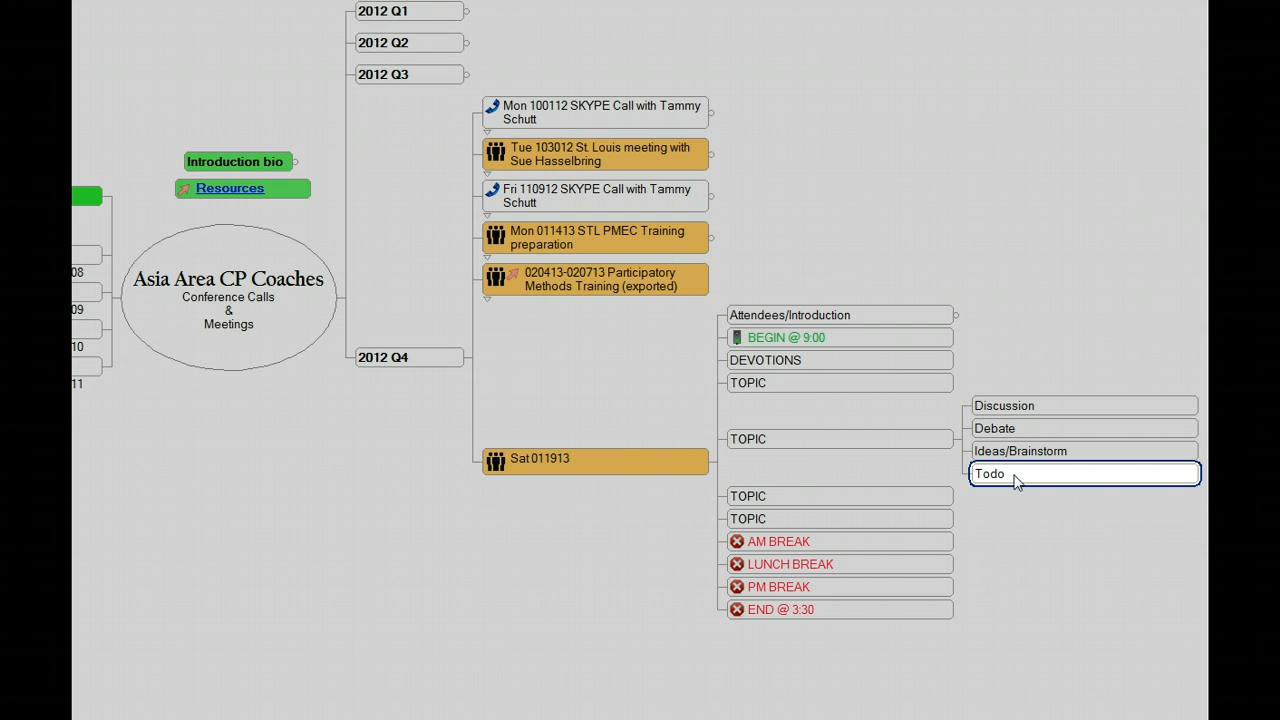 2012 Q1
2012 Q2
2012 Q3
Mon 100112 SKYPE Call with Tammy
Schutt
Tue 103012 St. Louis meeting with
Sue Hasselbring
Introduction bio
Resources
Fri 110912 SKYPE Call with Tammy
Schutt
Mon 011413 STL PMEC Training
preparation
020413-020713 Participatory
Methods Training (exported)
08
09
10
11
Asia Area CP Coaches
Conference Calls
&
Meetings
2012 Q4
Sat 011913
Attendees/Introduction
BEGIN @ 9:00
DEVOTIONS
TOPIC
TOPIC
Discussion
Debate
Ideas/Brainstorm
Todo
TOPIC
TOPIC
AM BREAK
LUNCH BREAK
PM BREAK
END @ 3:30